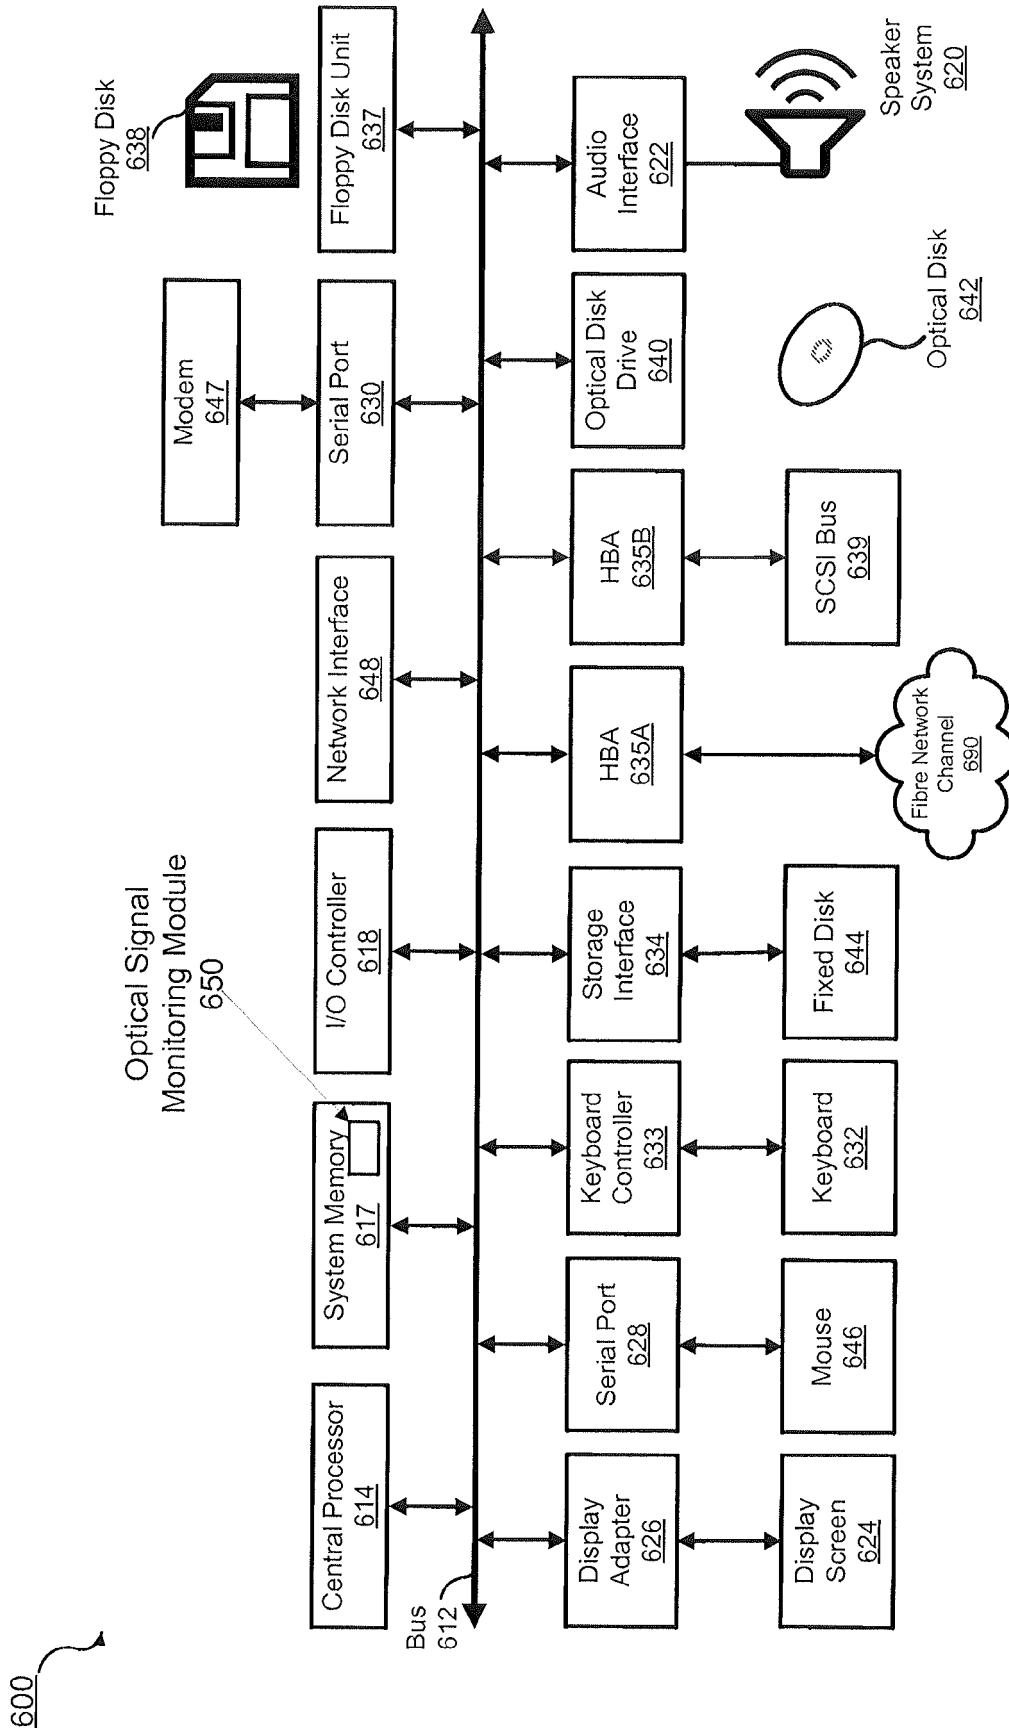 600
Optical Signal
Monitoring Module
650
Modem
647
Floppy Disk
638
Central Processor
614
System Memory
617
I/O Controller
618
Network Interface
648
Serial Port
630
Floppy Disk Unit
637
Bus
612
Display
Adapter
626
Serial Port
628
Keyboard
Controller
633
Storage
Interface
634
HBA
635A
HBA
635B
Optical Disk
Drive
640
Audio
Interface
622
Display
Screen
624
Mouse
646
Keyboard
632
Fixed Disk
644
Fibre Network
Channel
690
SCSI Bus
639
Optical Disk
642
Speaker
System
620